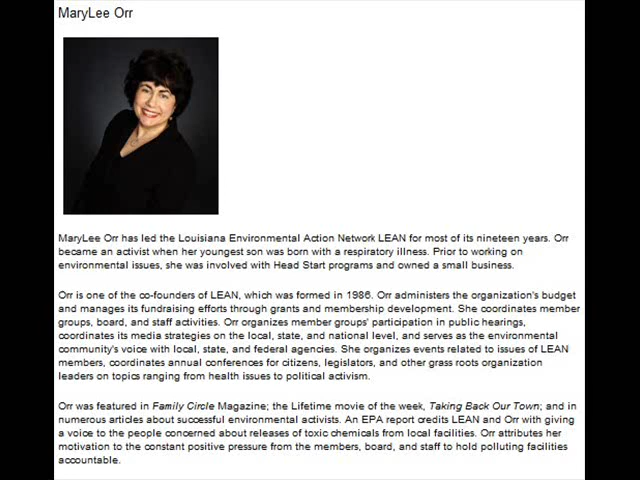 MaryLee Orr
MaryLee Orr has led the Louisiana Environmental Action Network LEAN for most of its nineteen years. Orr
became an activist when her youngest son was born with a respiratory illness. Prior to working on
environmental issues, she was involved with Head Start programs and owned a small business.
Orr is one of the co-founders of LEAN, which was formed in 1986. Orr administers the organization's budget
and manages its fundraising efforts through grants and membership development. She coordinates member
groups, board, and staff activities. Orr organizes member groups' participation in public hearings,
coordinates its media strategies on the local, state, and national level, and serves as the environmental
community's voice with local, state, and federal agencies. She organizes events related to issues of LEAN
members, coordinates annual conferences for citizens, legislators, and other grass roots organization
leaders on topics ranging from health issues to political activism.
Orr was featured in Family Circle Magazine; the Lifetime movie of the week, Taking Back Our Town; and in
numerous articles about successful environmental activists. An EPA report credits LEAN and Orr with giving
a voice to the people concerned about releases of toxic chemicals from local facilities. Orr attributes her
motivation to the constant positive pressure from the members, board, and staff to hold polluting facilities
accountable.